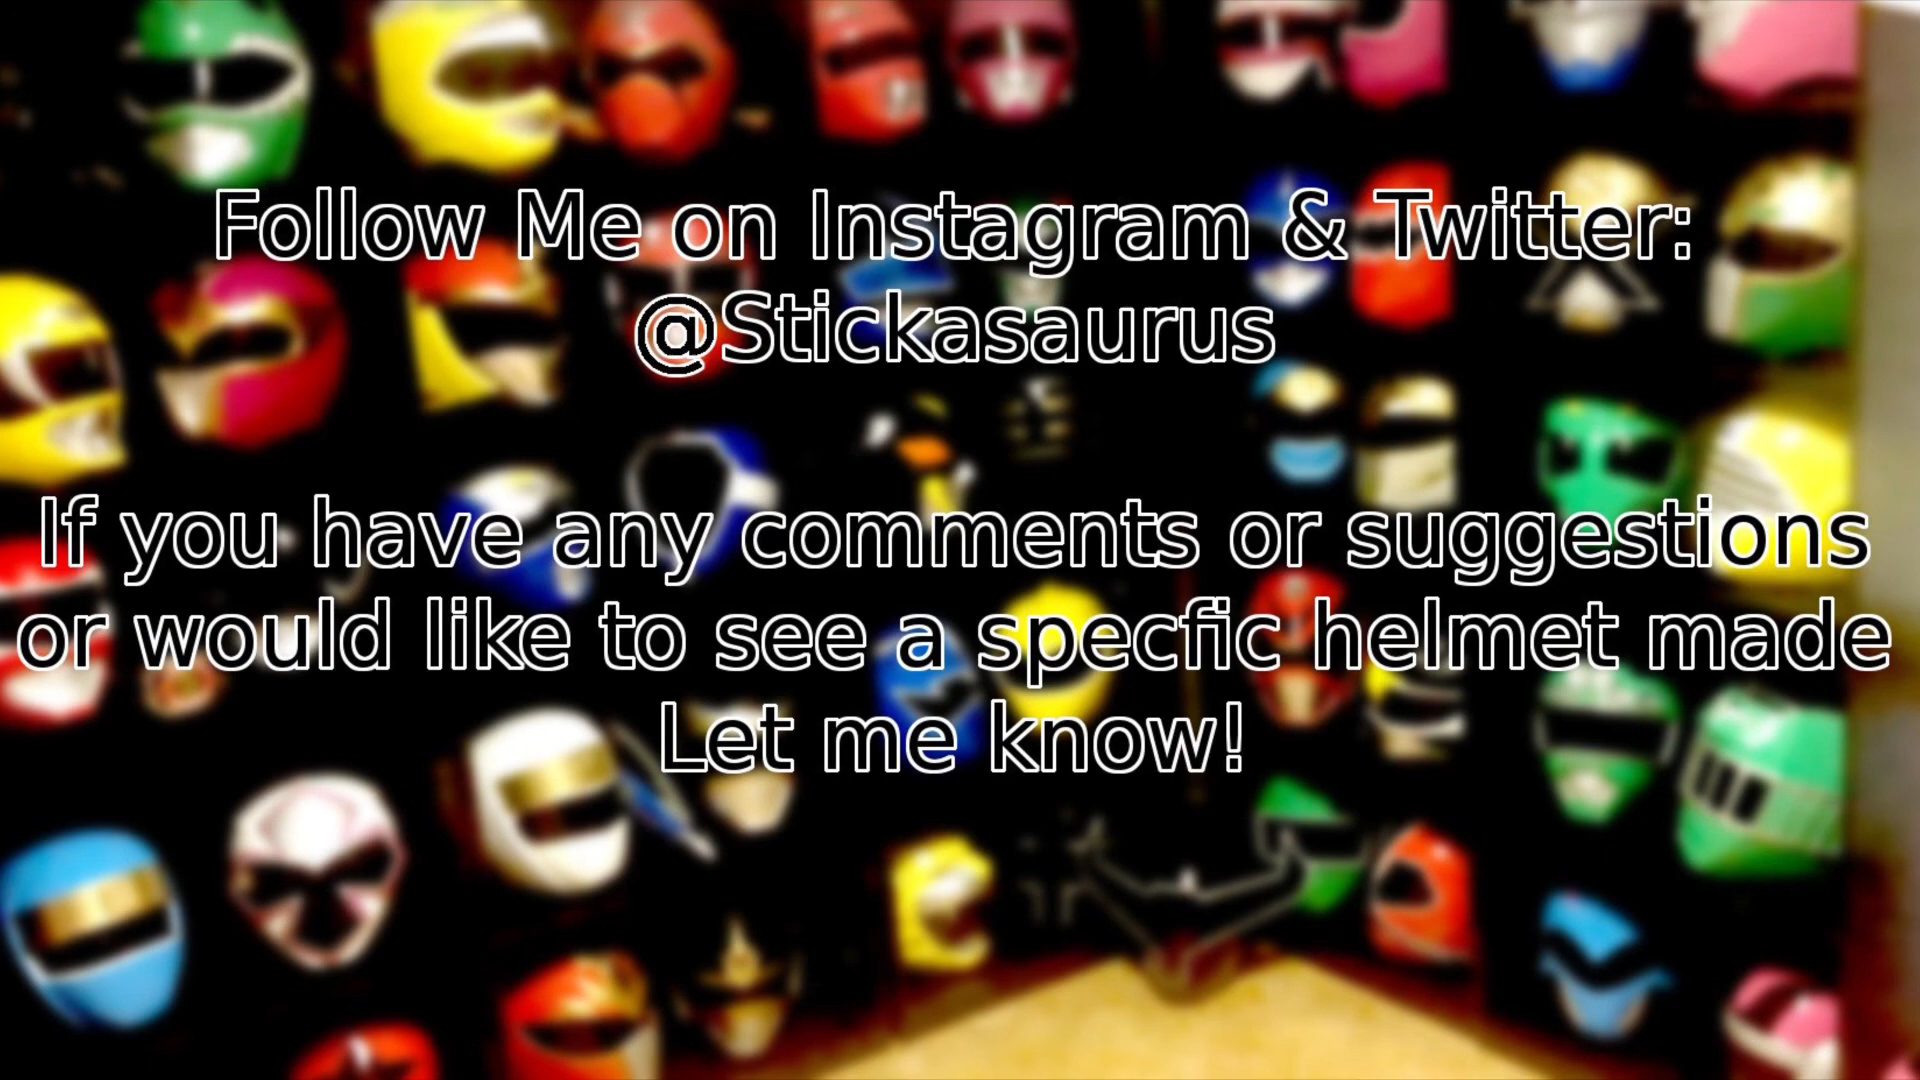 Follow Me on Instagram & Twitter:
@Stickasaurus
If you have any comments or suggestions
or would like to see a specfic helmet made
Let me know!